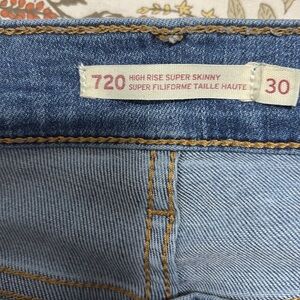 720 HIGH RISE SUPER SKINNY
SUPER FILIFORME TAILLE HAUTE
30